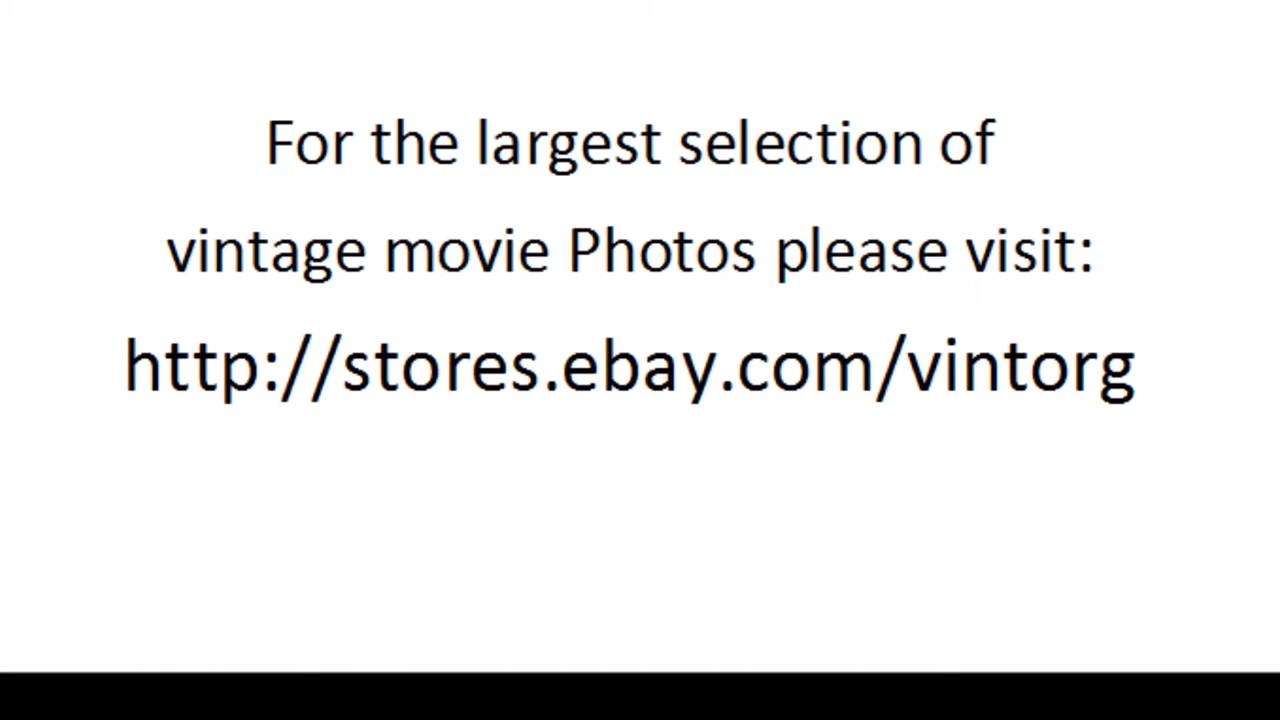 For the largest selection of
vintage movie Photos please visit:
http://stores.ebay.com/vintorg